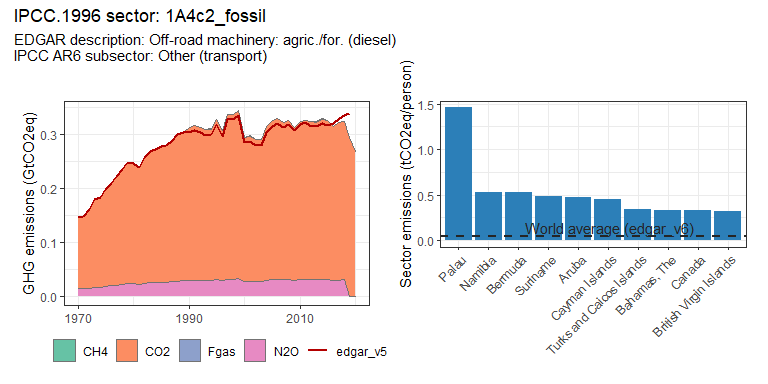 IPCC.1996 sector: 1A4c2_fossil
EDGAR description: Off-road machinery: agric./for. (diesel)
IPCC AR6 subsector: Other (transport)
GHG emissions (GtCO2eq)
0.3
0.2
0.1
0.0
1970
1990
2010
CH4
CO2
Fgas
N2O
edgar_v5
Sector emissions (tCO2eq/person)
1.5
1.0
0.5
0.0
World average (edgar_v6)
Palau
Namibia
Bermuda
Suriname
Aruba
Cayman Islands
Turks and Caicos Islands
Bahamas, The
Canada
British Virgin Islands